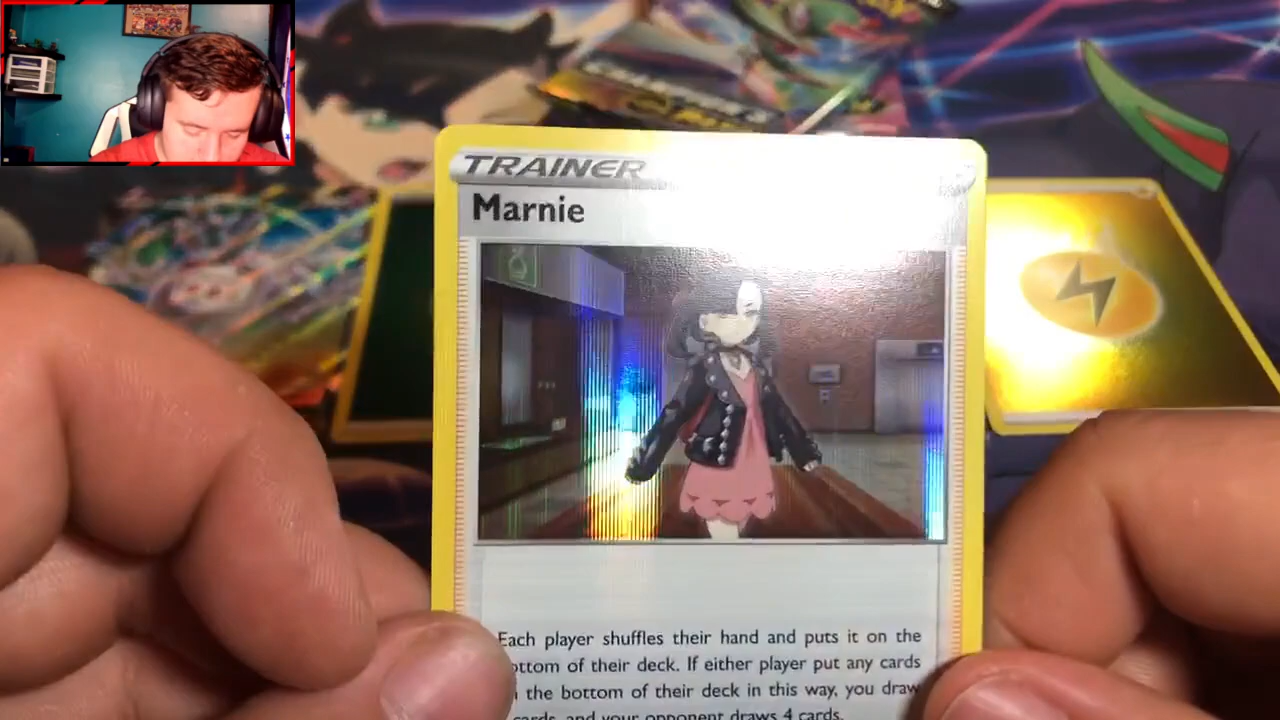 TRAINER
Marnie
Each player shuffles their hand and puts it on the
ottom of their deck. If either player put any cards
the bottom of their deck in this way, you draw
cards, and your opponent draws 4 cards.